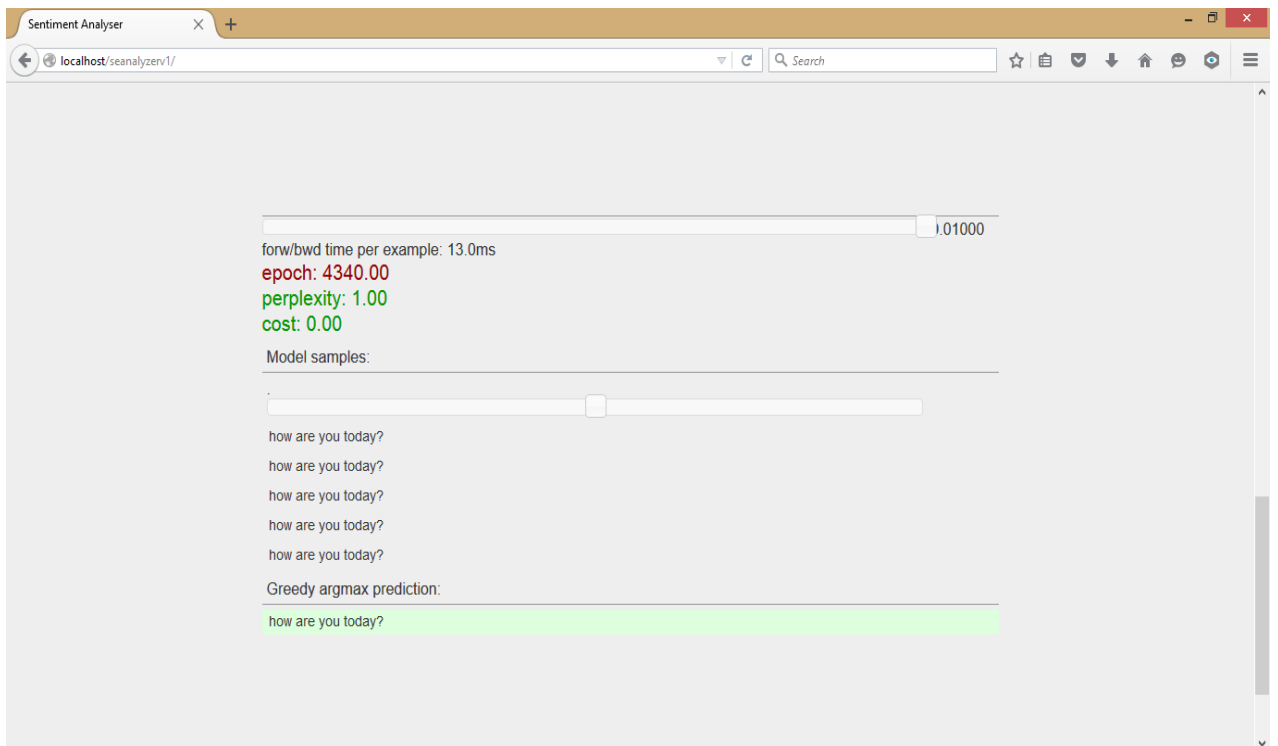 Sentiment Analyser
localhost/seanalyzerv1/
Search
.01000
forw/bwd time per example: 13.0ms
epoch: 4340.00
perplexity: 1.00
cost: 0.00
Model samples:
.
how are you today?
how are you today?
how are you today?
how are you today?
how are you today?
Greedy argmax prediction:
how are you today?